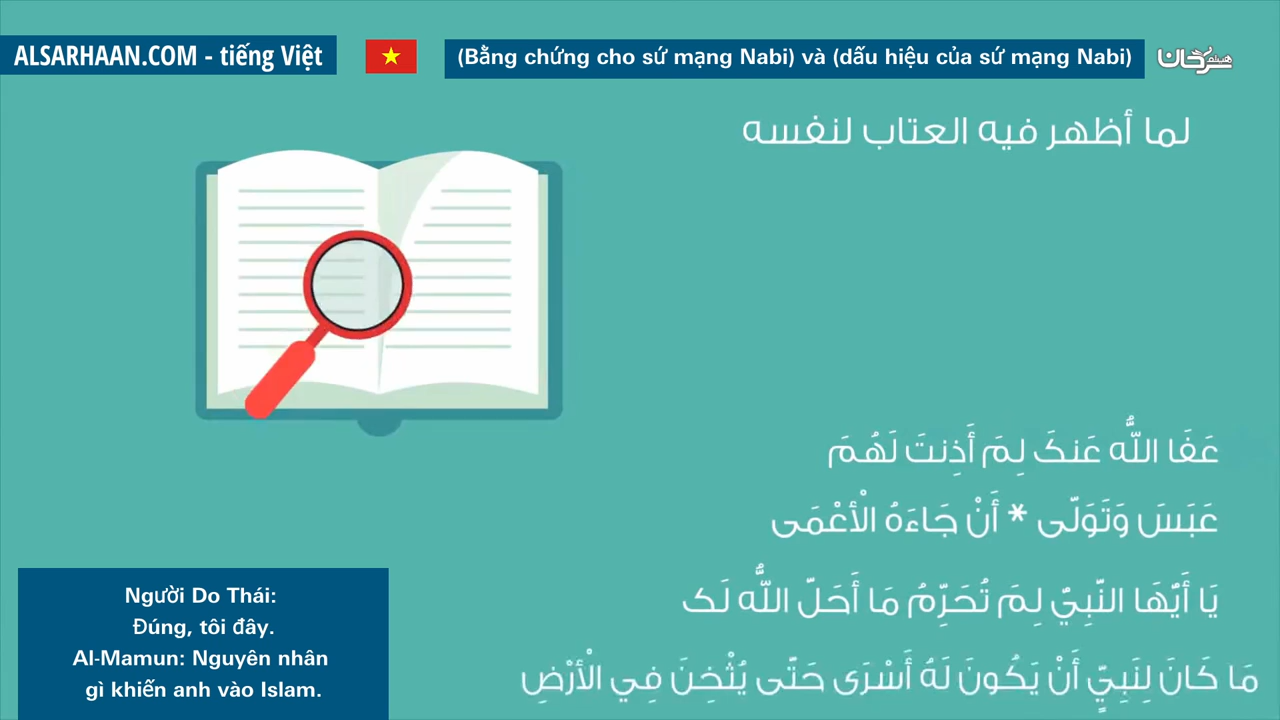 ALSARHAAN.COM - tiếng Việt
(Bằng chứng cho sứ mạng Nabi) và (dấu hiệu của sứ mạng Nabi)
لما أظهر فيه العتاب لنفسه
عَفَا اللَّه عَنكَ لِمَ أَذِنتَ لَهُمَ
عَبَسَ وَتَوَلّى * أَنْ جَاءَهُ الْأعْمَى
يَا أَيُّهَا النّبِيٌ لِمَ تُحَرِّمُ مَا أَحَلّ اللَّه لَك
مَا كَانَ لِنَبِيٍّ أَنْ يَكُونَ لَهُ أَسْرَى حَتّى يُثْخِنَ فِي الْأرْضِ
Người Do Thái:
Đúng, tôi đây.
Al-Mamun: Nguyên nhân
gì khiến anh vào Islam.